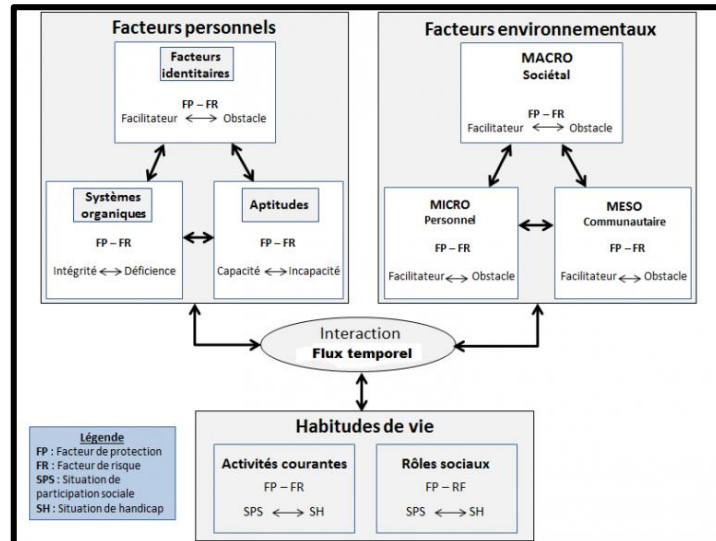 Facteurs personnels
Facteurs
identitaires
FP – FR
Facilitateur Obstacle
Systèmes
organiques
FP – FR
Intégrité Déficience
Aptitudes
FP – FR
Capacité Incapacité
Facteurs environnementaux
MACRO
Sociétal
FP – FR
Facilitateur Obstacle
MICRO
Personnel
FP – FR
Facilitateur Obstacle
MESO
Communautaire
FP – FR
Facilitateur Obstacle
Interaction
Flux temporel
Habitudes de vie
Activités courantes
FP – FR
SPS SH
Rôles sociaux
FP – RF
SPS SH
Légende
FP : Facteur de protection
FR : Facteur de risque
SPS : Situation de
participation sociale
SH : Situation de handicap